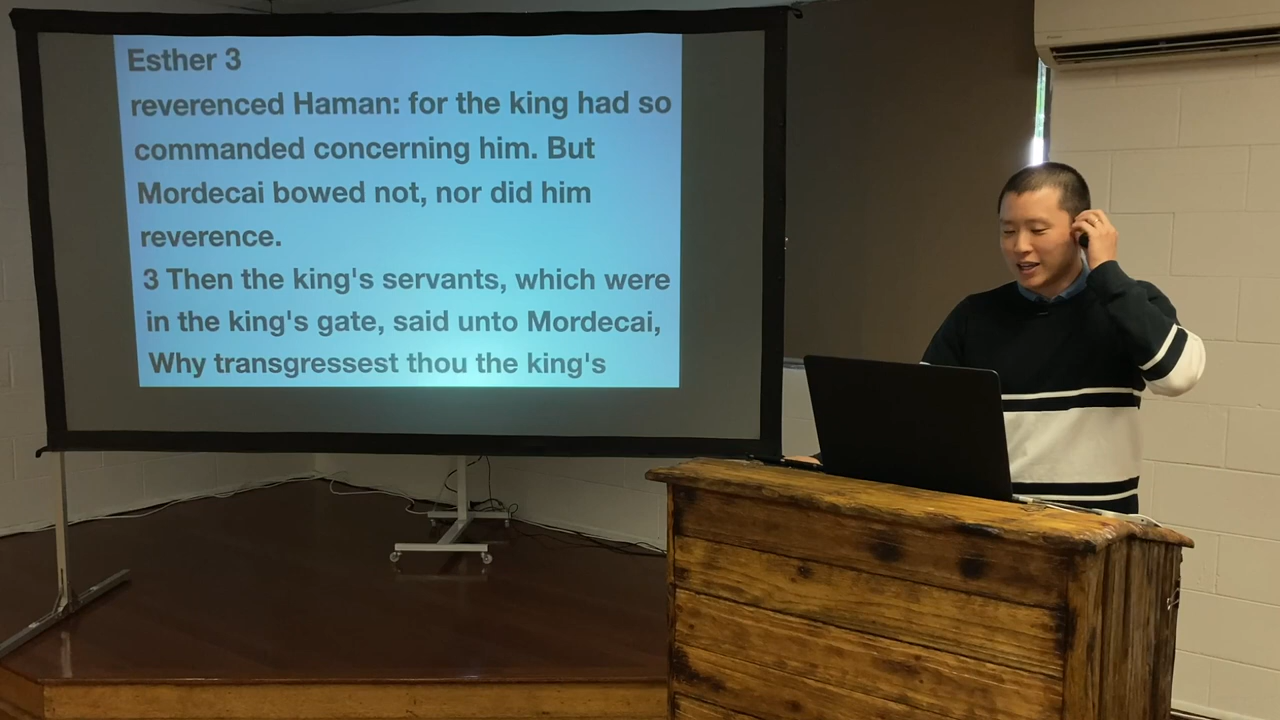 Esther 3
reverenced Haman: for the king had so
commanded concerning him. But
Mordecai bowed not, nor did him
reverence.
3 Then the king's servants, which were
in the king's gate, said unto Mordecai,
Why transgressest thou the king's